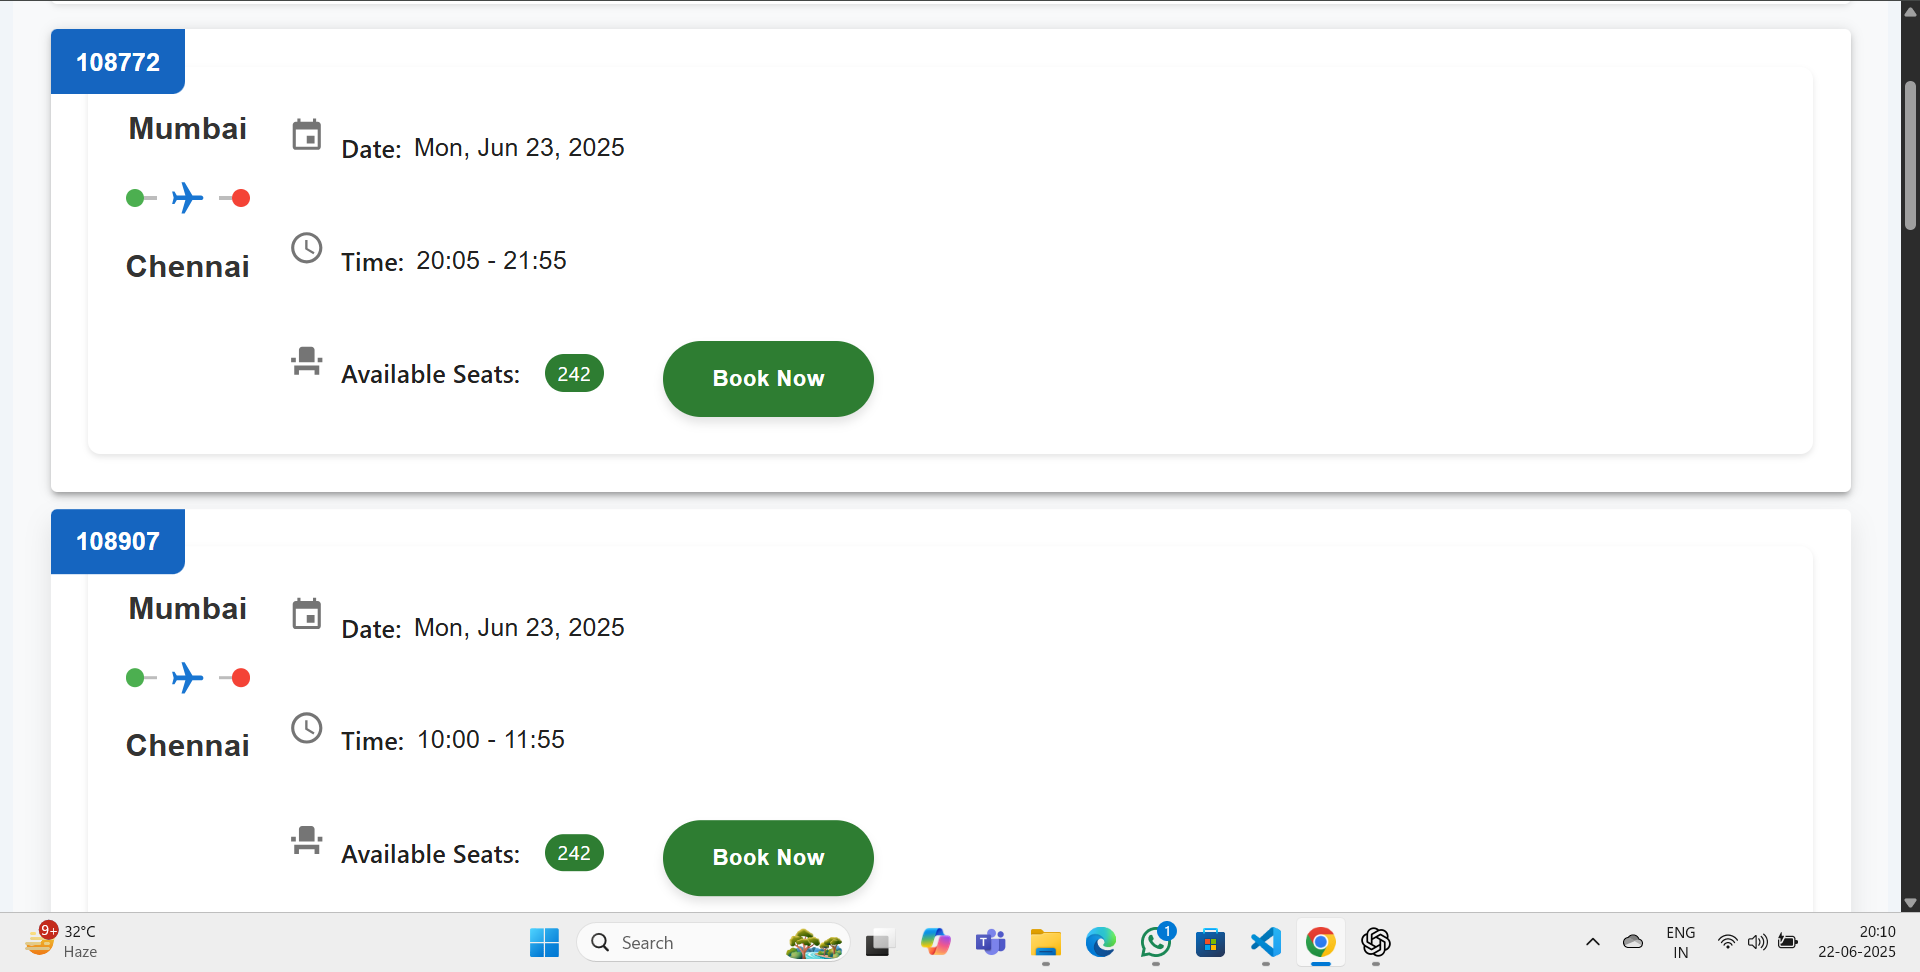 108772
Mumbai
Date: Mon, Jun 23, 2025
Chennai
Time: 20:05 - 21:55
Available Seats: 242
Book Now
108907
Mumbai
Date: Mon, Jun 23, 2025
Chennai
Time: 10:00 - 11:55
Available Seats: 242
Book Now
9+
32°C
Haze
Search
1
ENG
IN
20:10
22-06-2025